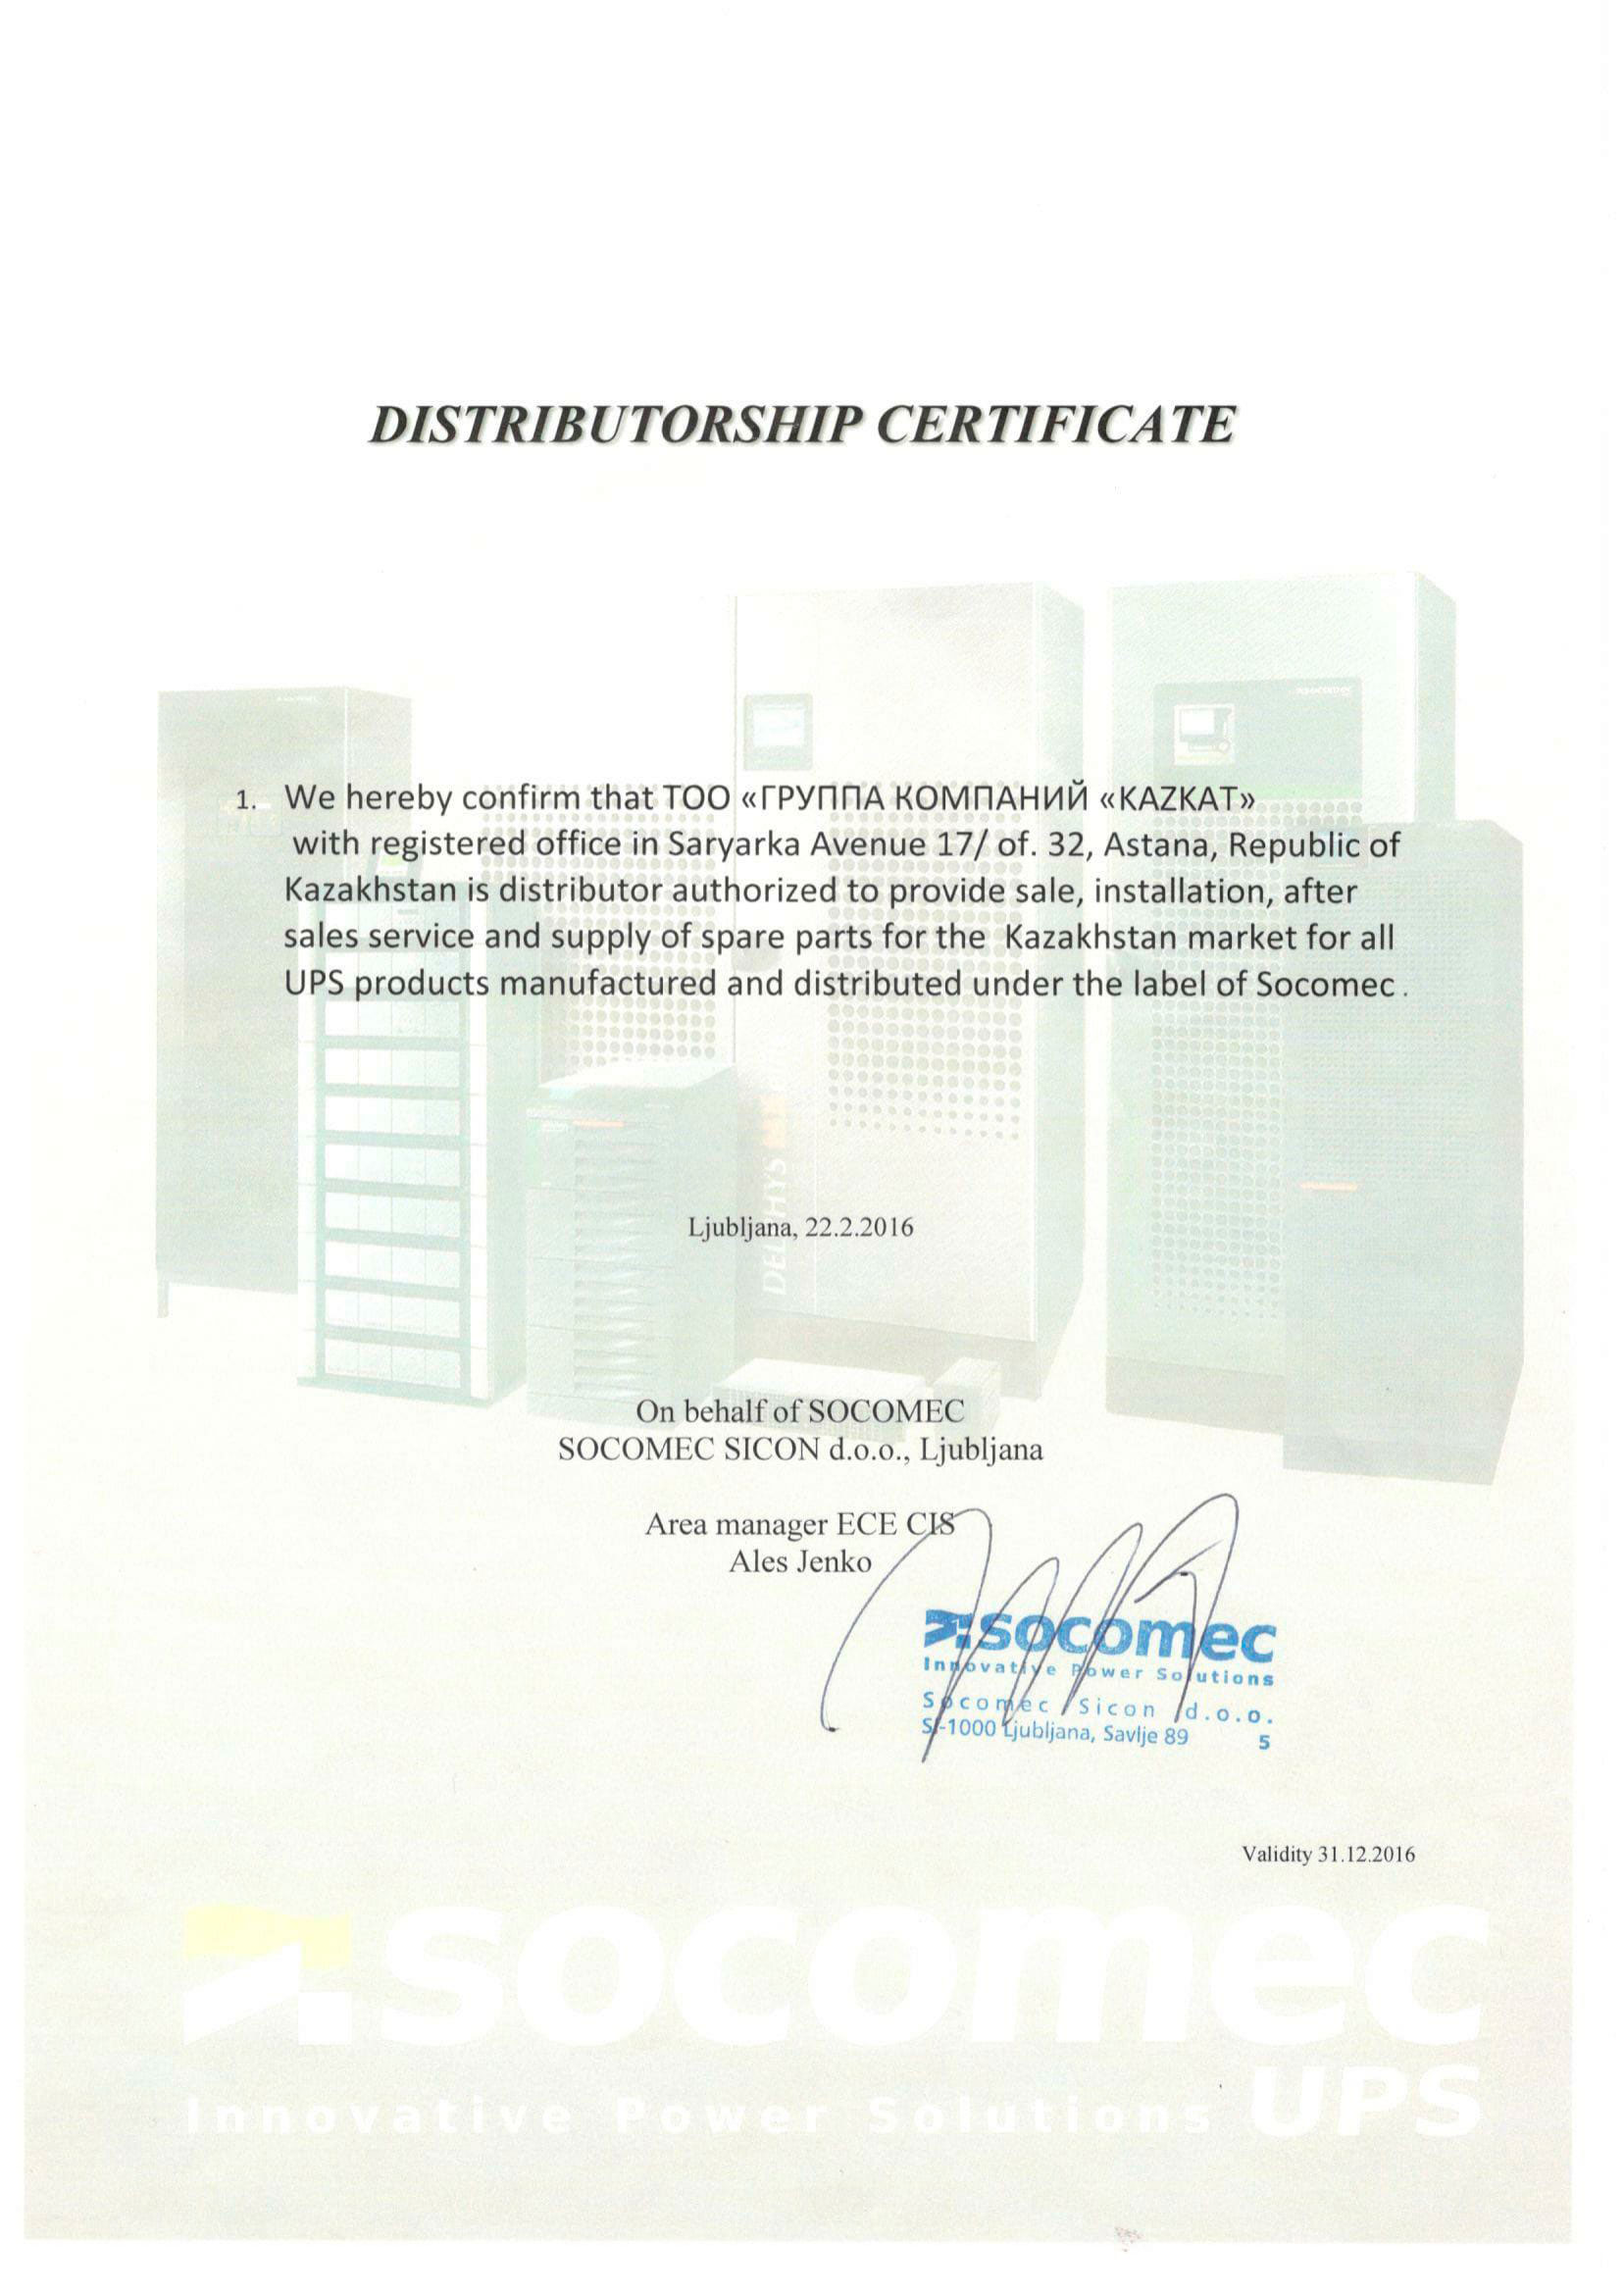 DISTRIBUTORSHIP CERTIFICATE
1. We hereby confirm that ТОО «ГРУППА КОМПАНИЙ «KAZKAT»
with registered office in Saryarka Avenue 17/ of. 32, Astana, Republic of
Kazakhstan is distributor authorized to provide sale, installation, after
sales service and supply of spare parts for the Kazakhstan market for all
UPS products manufactured and distributed under the label of Socomec .
DELPHYS
Ljubljana, 22.2.2016
On behalf of SOCOMEC
SOCOMEC SICON d.o.o., Ljubljana
Area manager ECE CIS
Ales Jenko
socomec
Innovative Power Solutions
Socomec Sicon d.o.o.
SI-1000 Ljubljana, Savlje 89 5
Validity 31.12.2016
socomec
UPS
Innovative Power Solutions